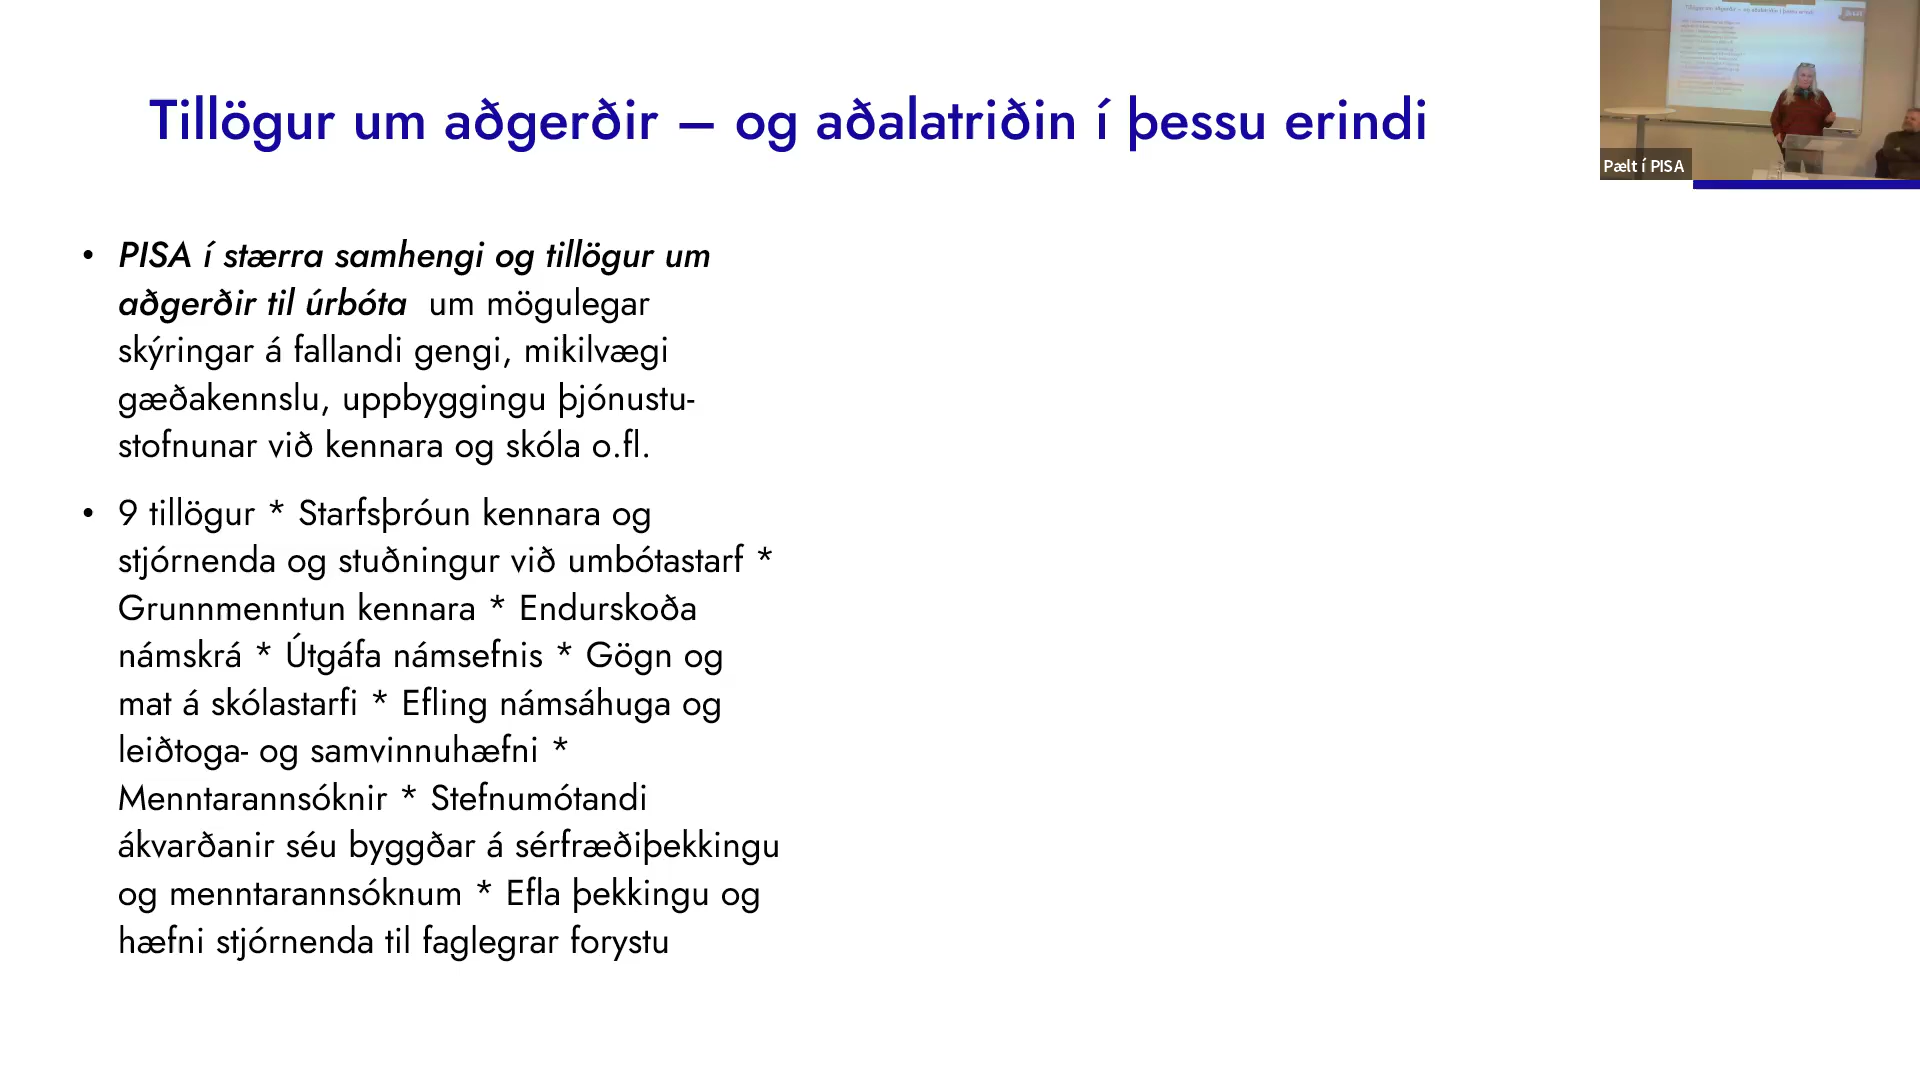 Tillögur um aðgerðir – og aðalatriðin í þessu erindi
Pælt í PISA
• PISA í stærra samhengi og tillögur um
aðgerðir til úrbóta um mögulegar
skýringar á fallandi gengi, mikilvægi
gæðakennslu, uppbyggingu þjónustu-
stofnunar við kennara og skóla o.fl.
• 9 tillögur * Starfsþróun kennara og
stjórnenda og stuðningur við umbótastarf *
Grunnmenntun kennara * Endurskoða
námskrá * Útgáfa námsefnis * Gögn og
mat á skólastarfi * Efling námsáhuga og
leiðtoga- og samvinnuhæfni *
Menntarannsóknir * Stefnumótandi
ákvarðanir séu byggðar á sérfræðiþekkingu
og menntarannsóknum * Efla þekkingu og
hæfni stjórnenda til faglegrar forystu